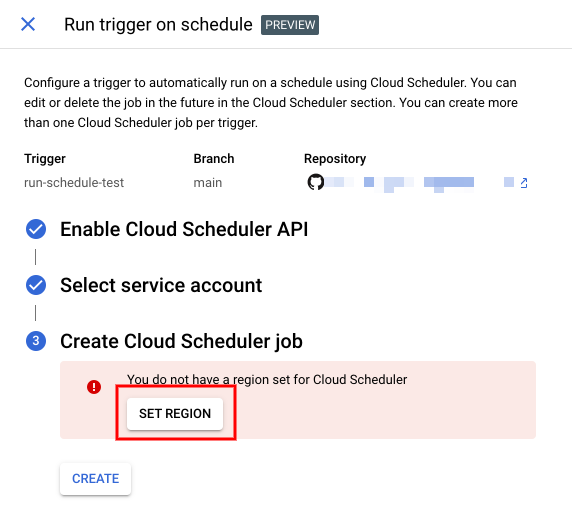 Run trigger on schedule PREVIEW
Configure a trigger to automatically run on a schedule using Cloud Scheduler. You can
edit or delete the job in the future in the Cloud Scheduler section. You can create more
than one Cloud Scheduler job per trigger.
Trigger Branch Repository
run-schedule-test main
Enable Cloud Scheduler API
Select service account
3 Create Cloud Scheduler job
You do not have a region set for Cloud Scheduler
SET REGION
CREATE